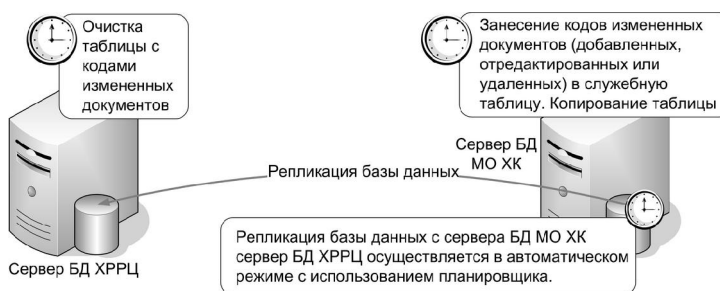 Очистка
таблицы с
кодами
измененных
документов
Занесение кодов измененных
документов (добавленных,
отредактированных или
удаленных) в служебную
таблицу. Копирование таблицы
Сервер БД
МО ХК
Репликация базы данных
Репликация базы данных с сервера БД МО ХК
сервер БД ХРРЦ осуществляется в автоматическом
режиме с использованием планировщика.
Сервер БД ХРРЦ